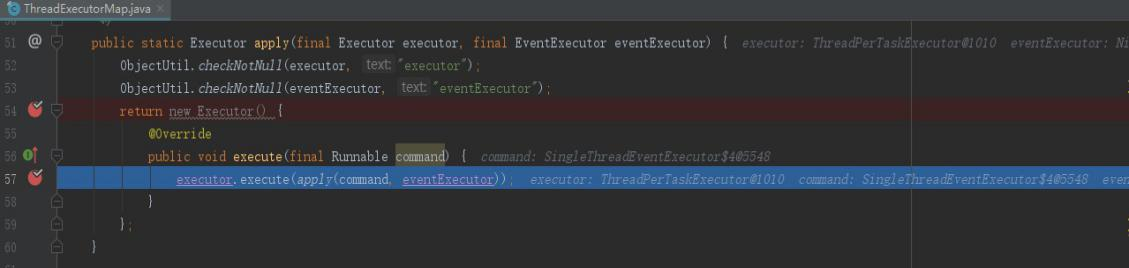 ThreadExecutorMap.java ×
51 @ public static Executor apply(final Executor executor, final EventExecutor eventExecutor) { executor: ThreadPerTaskExecutor@1010 eventExecutor: Ni
52 ObjectUtil.checkNotNull(executor, text: "executor");
53 ObjectUtil.checkNotNull(eventExecutor, text: "eventExecutor");
54 return new Executor() {
55 @Override
56 public void execute(final Runnable command) { command: SingleThreadEventExecutor$4@5548
57 executor.execute(apply(command, eventExecutor)); executor: ThreadPerTaskExecutor@1010 command: SingleThreadEventExecutor$4@5548 even
58 }
59 };
60 }